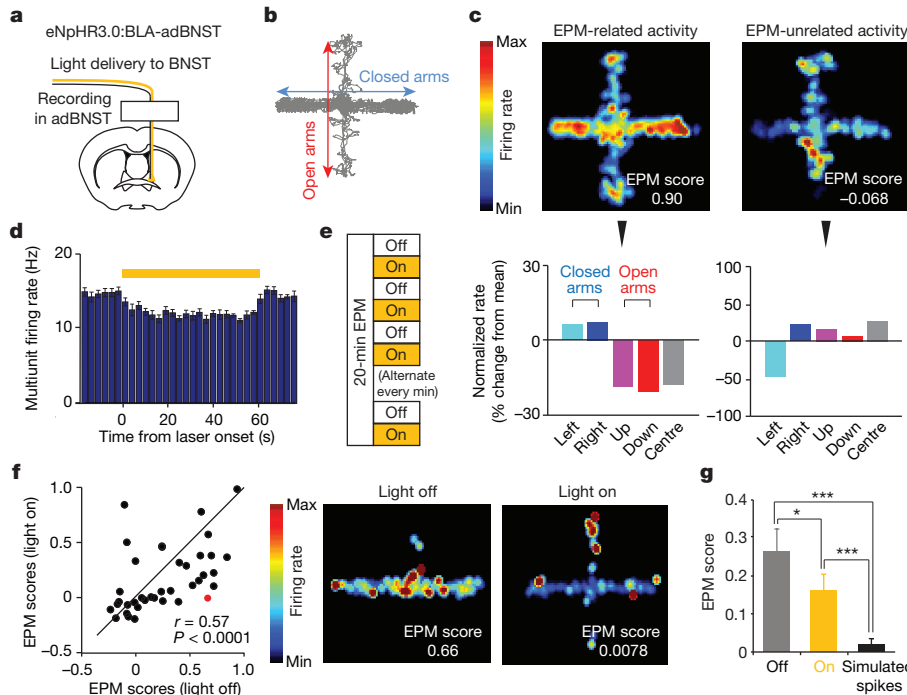 a
eNpHR3.0:BLA-adBNST
Light delivery to BNST
Recording
in adBNST
b
Closed arms
Open arms
c
EPM-related activity
EPM-unrelated activity
Max
Firing rate
Min
EPM score
0.90
EPM score
–0.068
Normalized rate
(% change from mean)
30
0
–30
Closed
arms
Open
arms
Left
Right
Up
Down
Centre
100
50
0
–50
–100
Left
Right
Up
Down
Centre
d
Multiunit firing rate (Hz)
20
10
0
0
20
40
60
Time from laser onset (s)
e
20-min EPM
Off
On
Off
On
Off
On
(Alternate
every min)
Off
On
f
EPM scores (light on)
1.0
0.5
0
–0.5
–0.5
0
0.5
1.0
EPM scores (light off)
r = 0.57
P < 0.0001
Max
Firing rate
Min
Light off
EPM score
0.66
Light on
EPM score
0.0078
g
EPM score
0.4
0.3
0.2
0.1
0
***
*
***
Off
On
Simulated
spikes